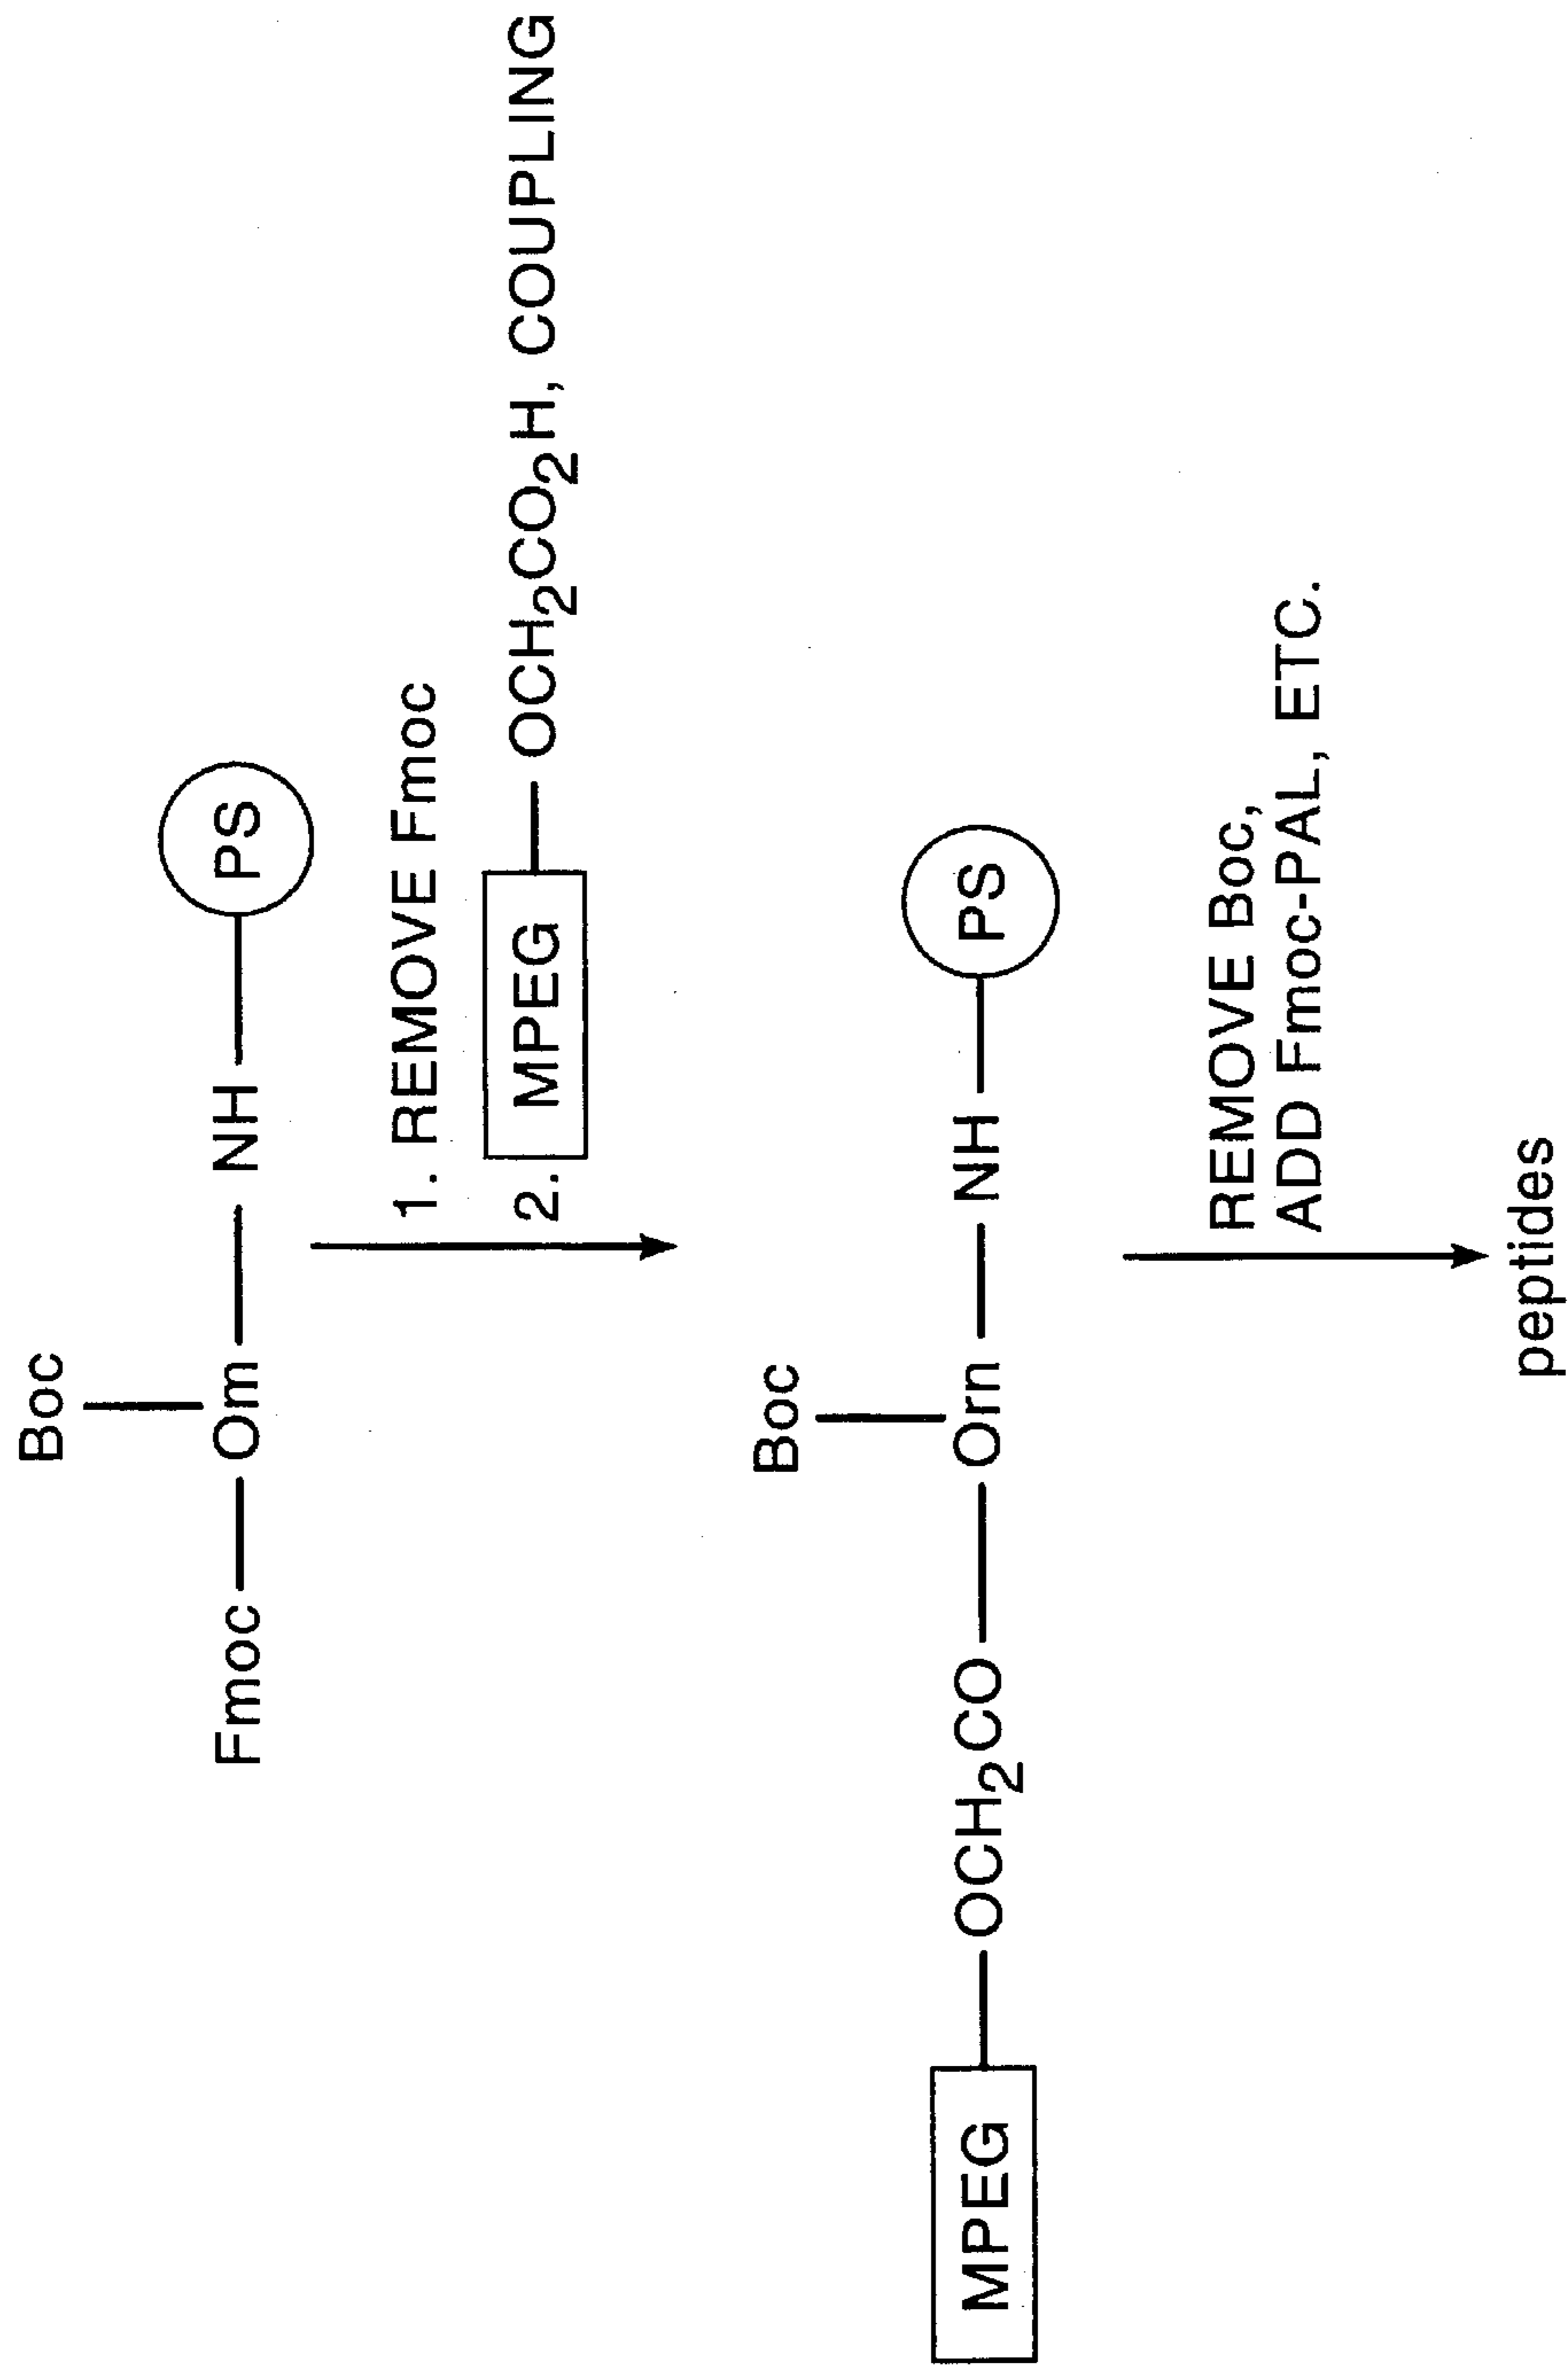 Boc
Fmoc — Om — NH — PS
1. REMOVE Fmoc
2. MPEG — OCH₂CO₂H, COUPLING
Boc
MPEG — OCH₂CO — Orn — NH — PS
REMOVE Boc,
ADD Fmoc-PAL, ETC.
peptides